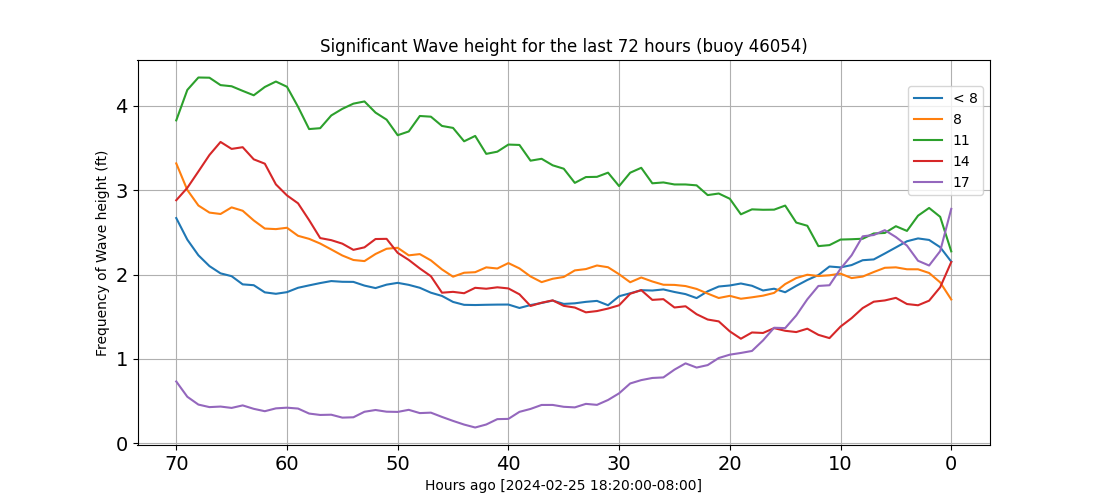 Significant Wave height for the last 72 hours (buoy 46054)
Frequency of Wave height (ft)
4
3
2
1
0
< 8
8
11
14
17
70 60 50 40 30 20 10 0
Hours ago [2024-02-25 18:20:00-08:00]